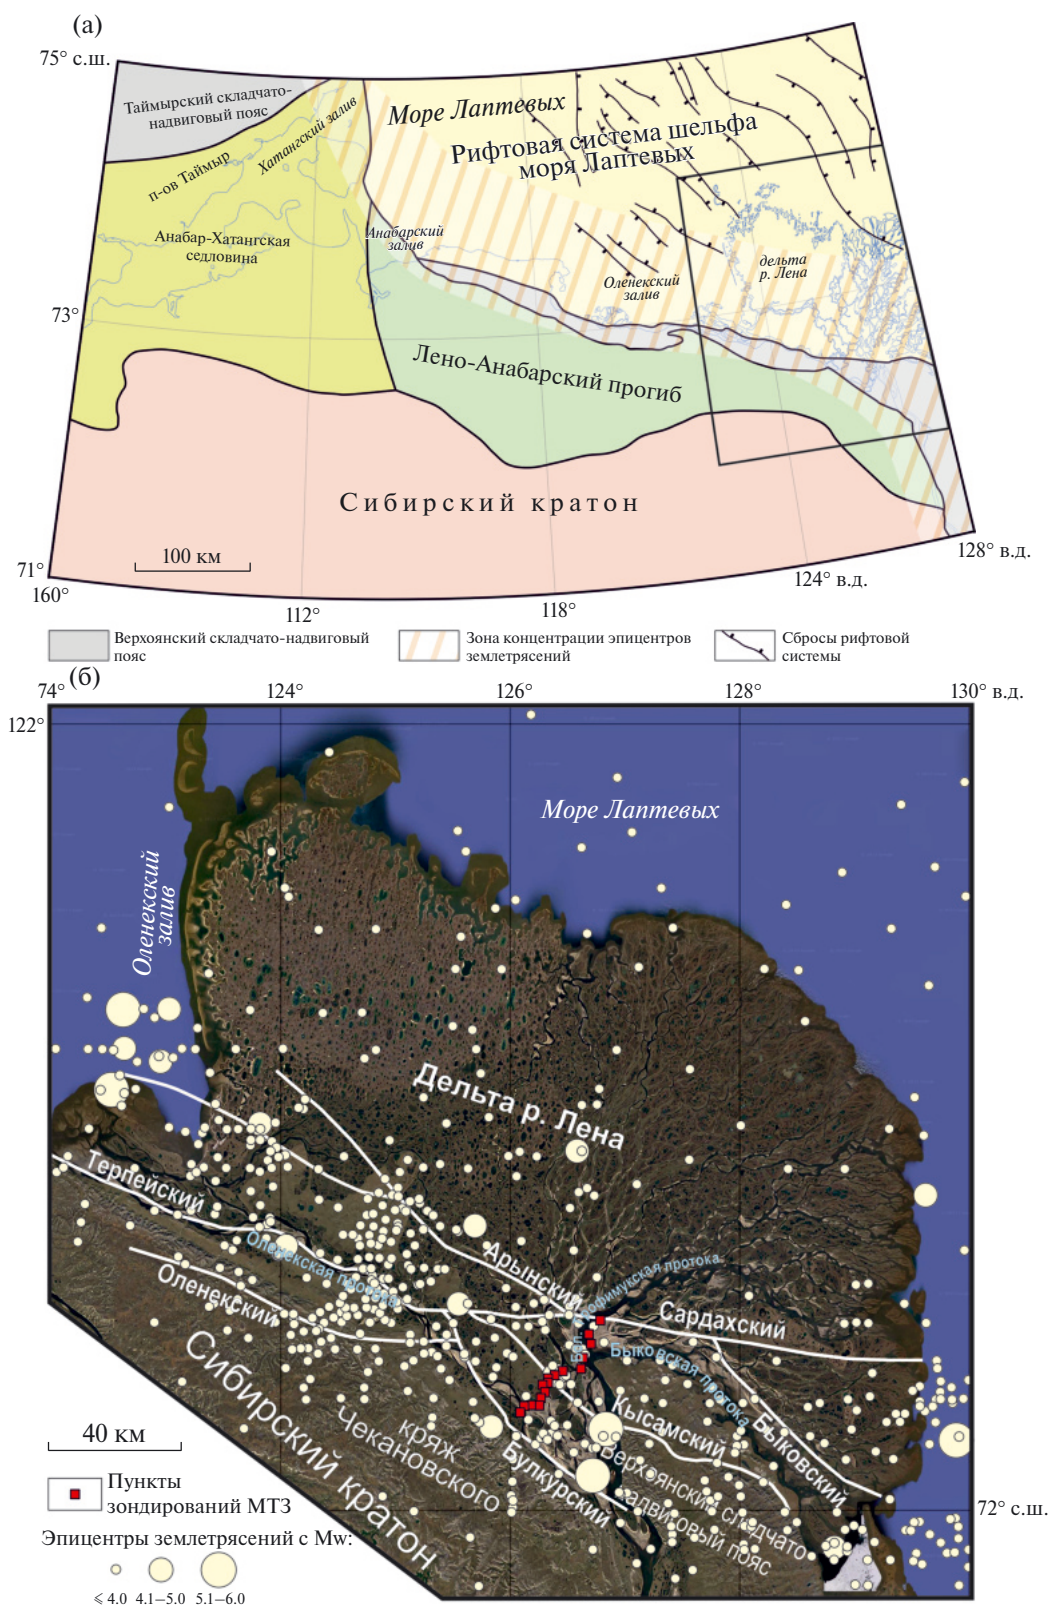 (а)
75° с.ш.
Таймырский складчато-
надвиговый пояс
Хатангский залив
п-ов Таймыр
Море Лаптевых
Рифтовая система шельфа
моря Лаптевых
Анабар-Хатангская
седловина
Анабарский
залив
Оленекский
залив
дельта
р. Лена
73°
Лено-Анабарский прогиб
Сибирский кратон
100 км
71°
160°
112°
118°
124° в.д.
128° в.д.
Верхоянский складчато-надвиговый
пояс
Зона концентрации эпицентров
землетрясений
Сбросы рифтовой
системы
(б)
74°
124°
126°
128°
130° в.д.
122°
Море Лаптевых
Оленекский
залив
Дельта р. Лена
Терпейский
Оленекская протока
Оленекский
Арынский
Трофимукская протока
Сардахский
Быковская протока
Быковский
Кысамский
Булкурский
Верхоянский складчато
надвиговый
пояс
кряж
Чекановского
Сибирский кратон
40 км
Пункты
зондирований МТЗ
72° с.ш.
Эпицентры землетрясений с Mw:
⩽ 4.0 4.1–5.0 5.1–6.0